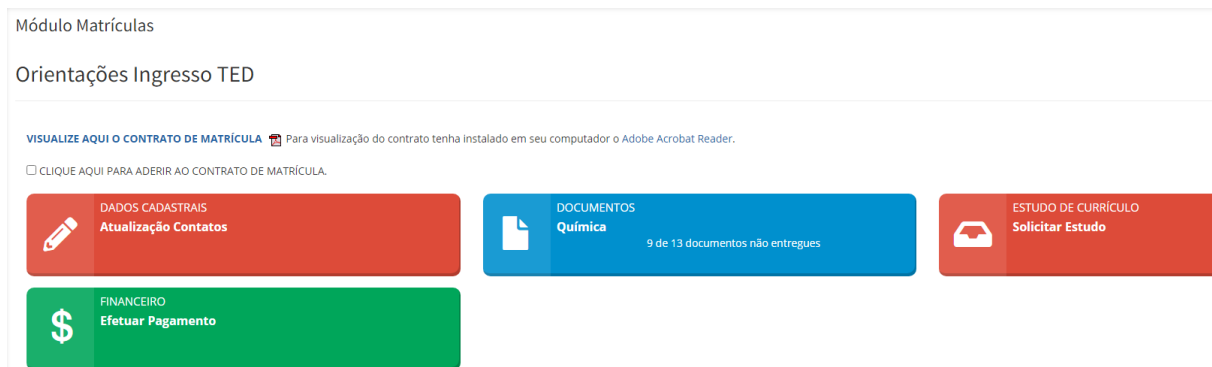 Módulo Matrículas
Orientações Ingresso TED
VISUALIZE AQUI O CONTRATO DE MATRÍCULA Para visualização do contrato tenha instalado em seu computador o Adobe Acrobat Reader.
CLIQUE AQUI PARA ADERIR AO CONTRATO DE MATRÍCULA.
DADOS CADASTRAIS
Atualização Contatos
DOCUMENTOS
Química
9 de 13 documentos não entregues
ESTUDO DE CURRÍCULO
Solicitar Estudo
FINANCEIRO
$
Efetuar Pagamento